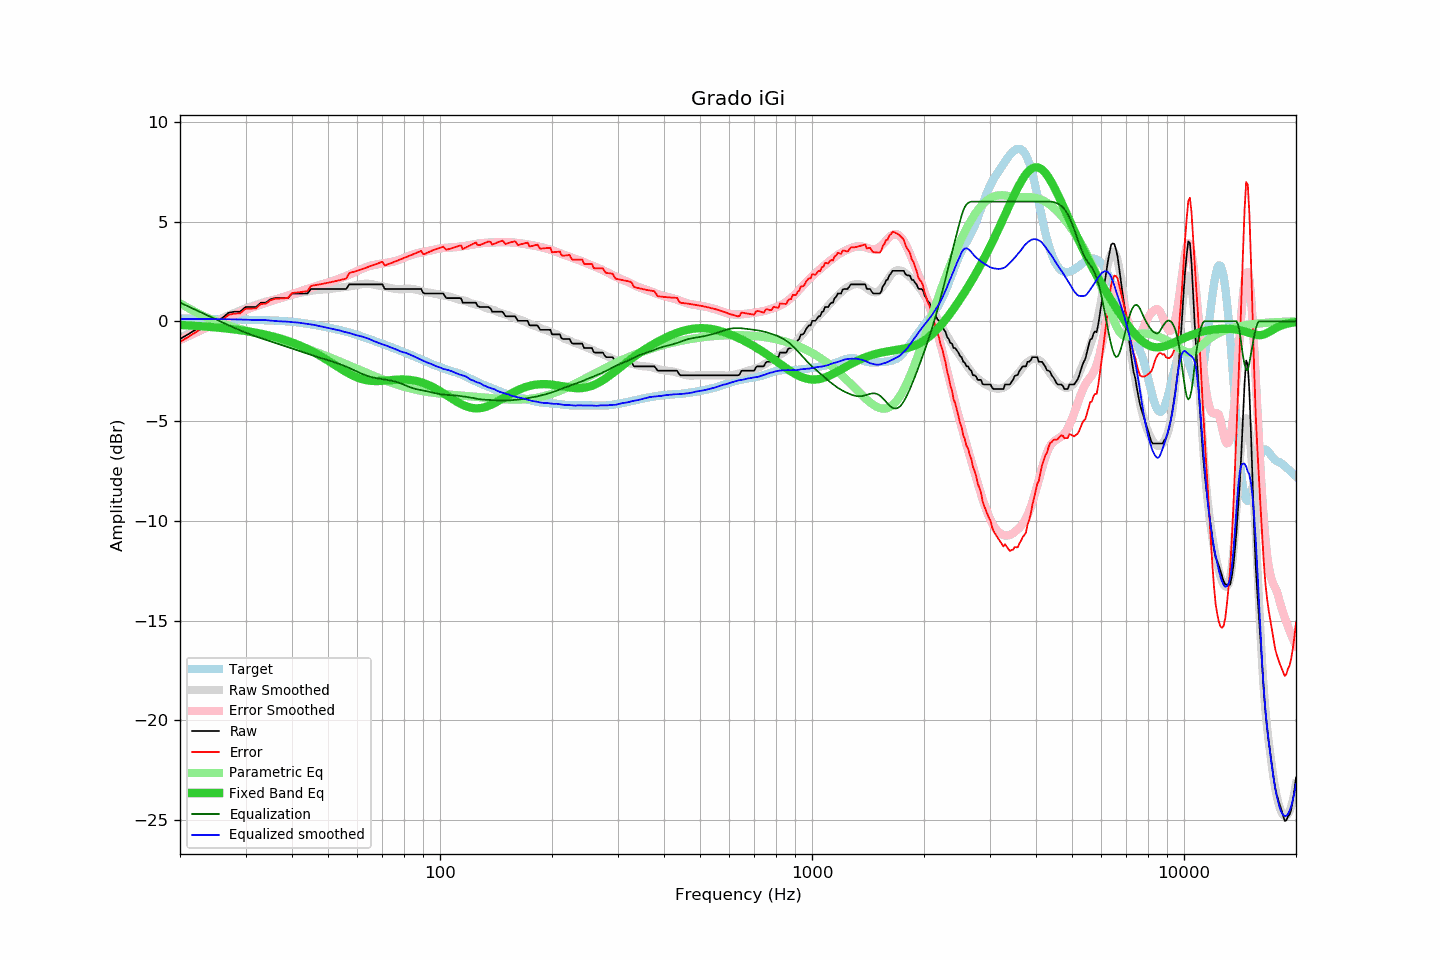 Grado iGi
10
5
0
−5
−10
−15
−20
−25
Amplitude (dBr)
Target
Raw Smoothed
Error Smoothed
Raw
Error
Parametric Eq
Fixed Band Eq
Equalization
Equalized smoothed
100 1000 10000
Frequency (Hz)